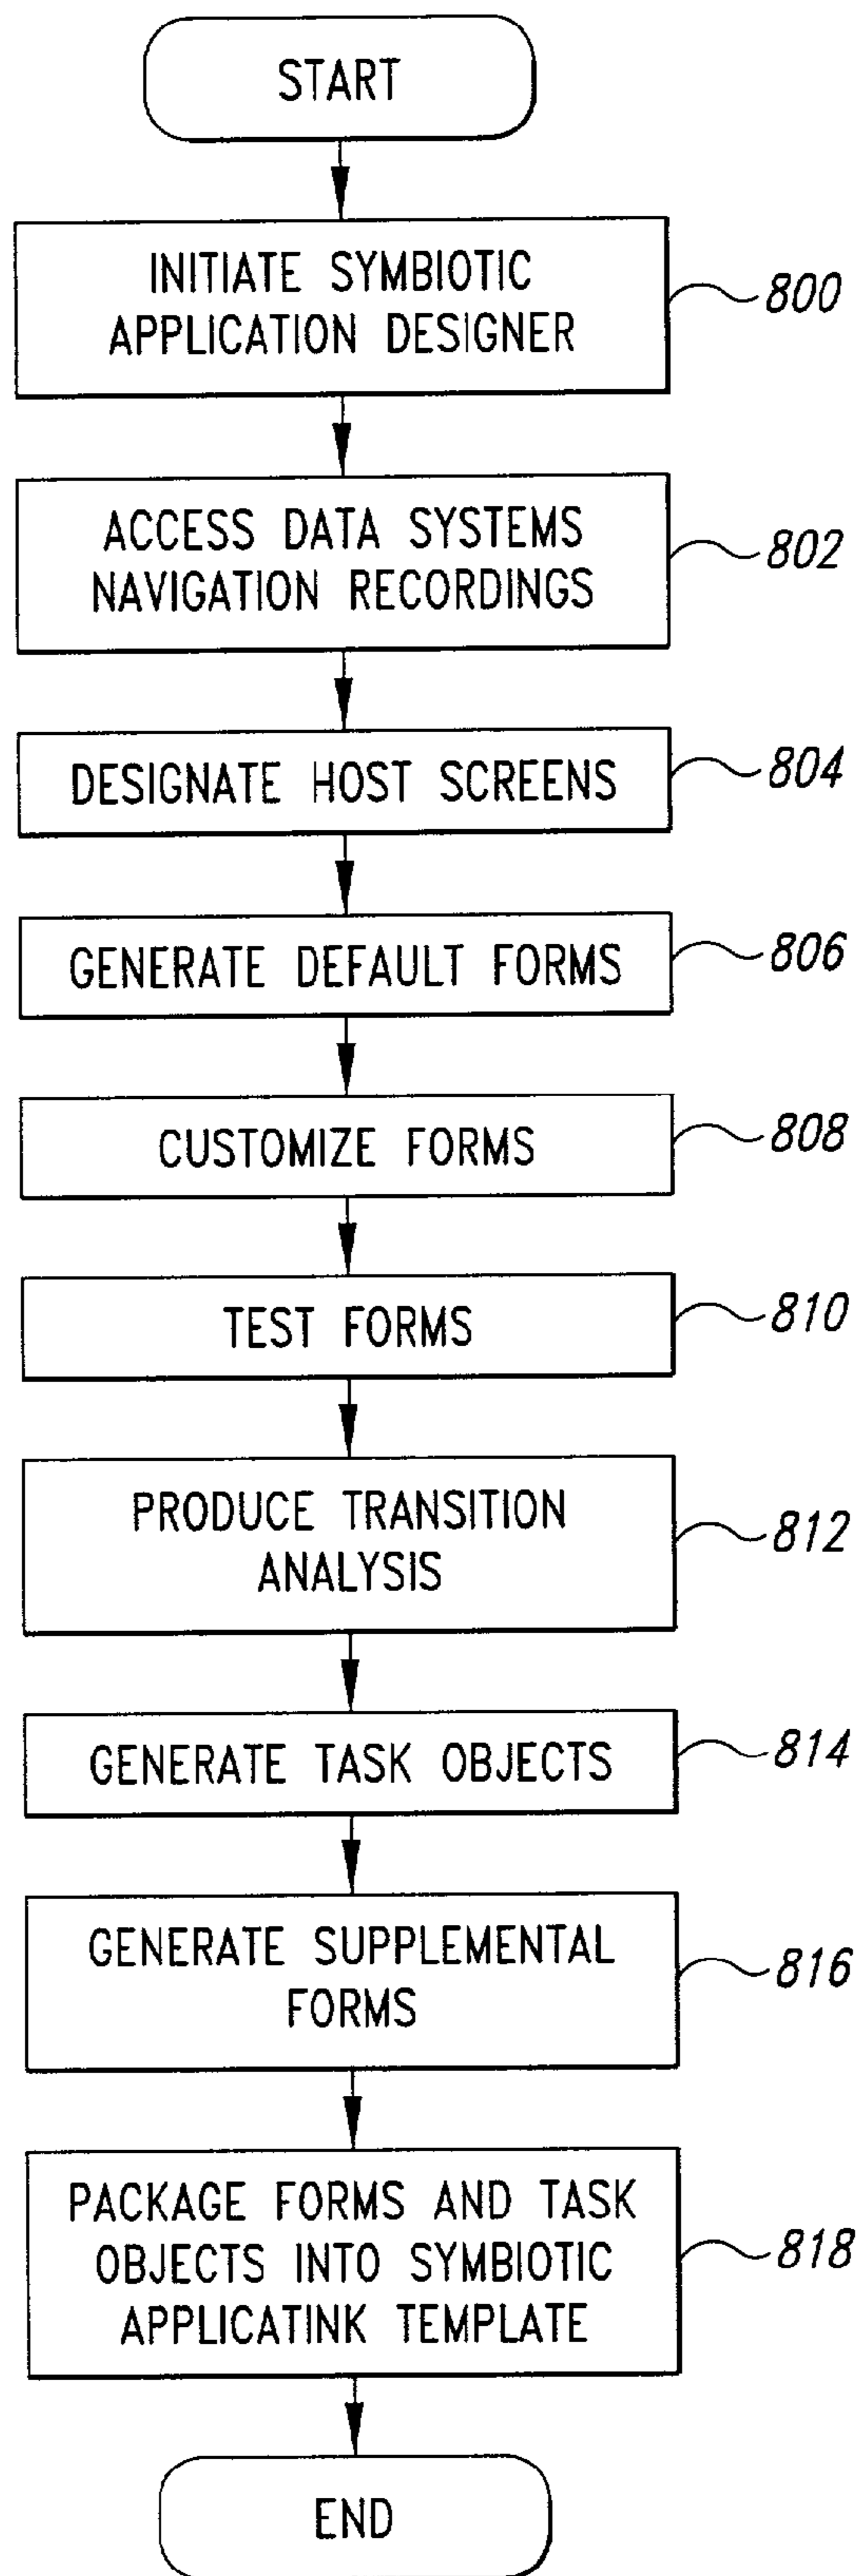 START
INITIATE SYMBIOTIC
APPLICATION DESIGNER
800
ACCESS DATA SYSTEMS
NAVIGATION RECORDINGS
802
DESIGNATE HOST SCREENS
804
GENERATE DEFAULT FORMS
806
CUSTOMIZE FORMS
808
TEST FORMS
810
PRODUCE TRANSITION
ANALYSIS
812
GENERATE TASK OBJECTS
814
GENERATE SUPPLEMENTAL
FORMS
816
PACKAGE FORMS AND TASK
OBJECTS INTO SYMBIOTIC
APPLICATINK TEMPLATE
818
END